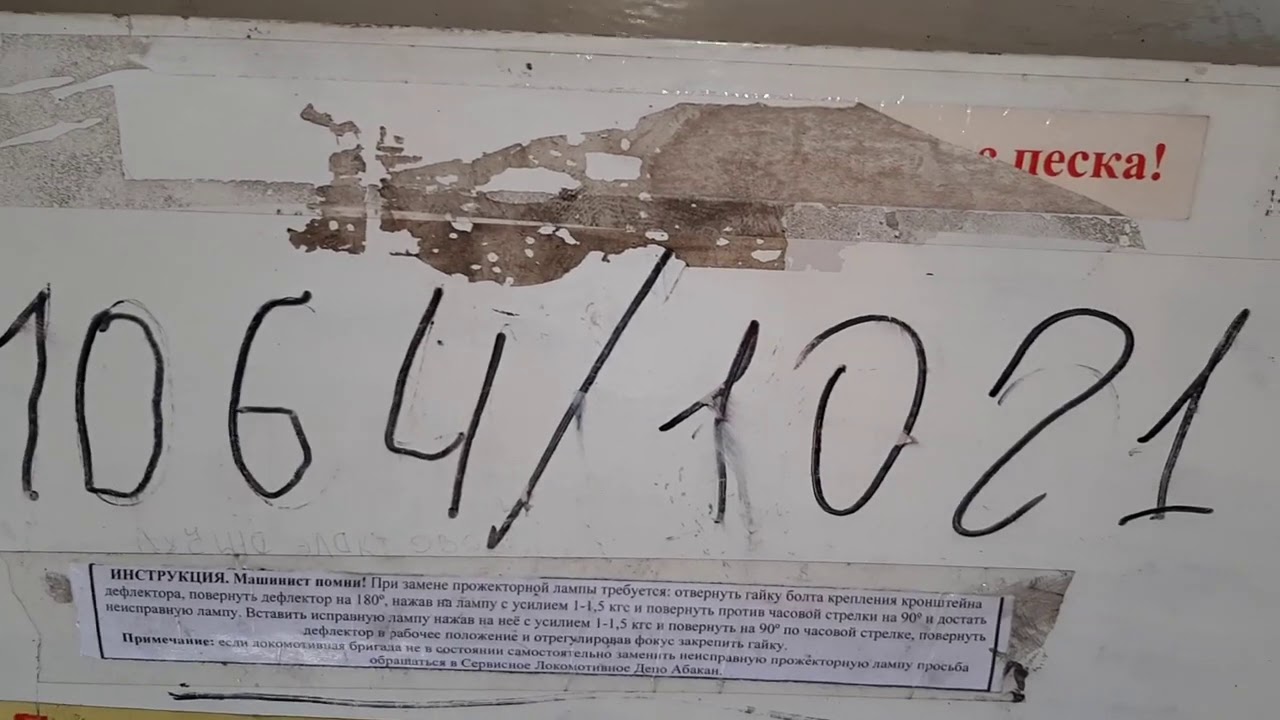 песка!
1064/1021
ИНСТРУКЦИЯ. Машинист помни! При замене прожекторной лампы требуется: отвернуть гайку болта крепления кронштейна
дефлектора, повернуть дефлектор на 180°, нажав на лампу с усилием 1-1,5 кгс и повернуть против часовой стрелки на 90° и достать
неисправную лампу. Вставить исправную лампу нажав на неё с усилием 1-1,5 кгс и повернуть на 90° по часовой стрелке, повернуть
дефлектор в рабочее положение и отрегулировав фокус закрепить гайку.
Примечание: если локомотивная бригада не в состоянии самостоятельно заменить неисправную прожекторную лампу просьба
обращаться в Сервисное Локомотивное Депо Абакан.